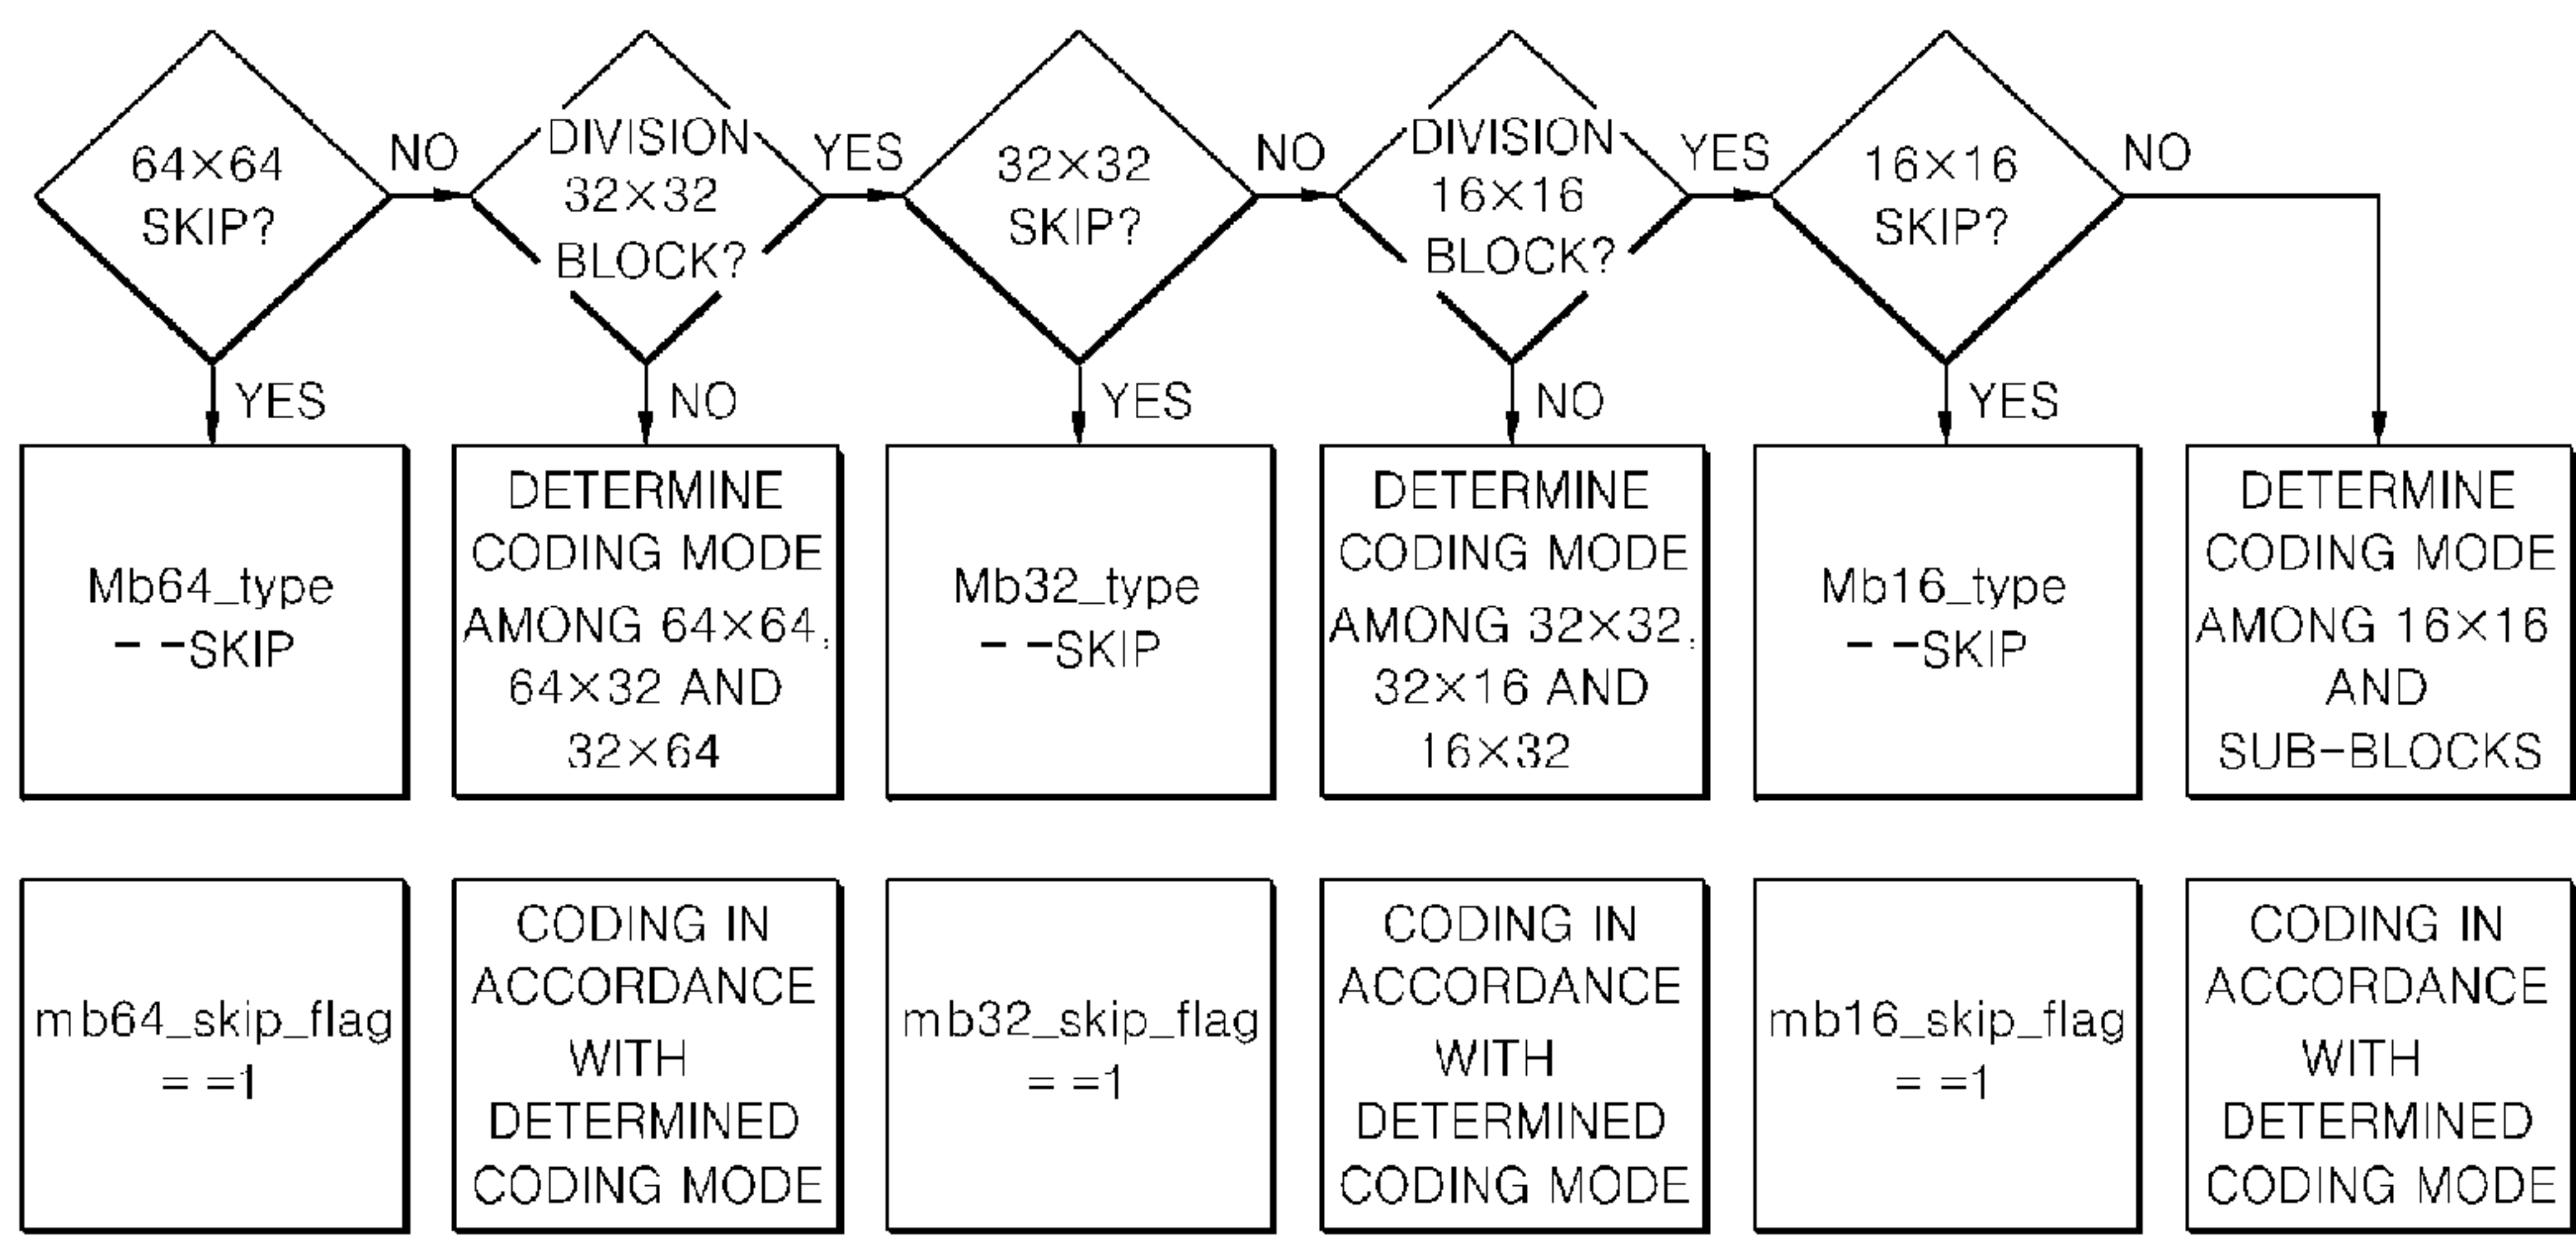 64×64
SKIP?
NO
DIVISION
32×32
BLOCK?
YES
32×32
SKIP?
NO
DIVISION
16×16
BLOCK?
YES
16×16
SKIP?
NO
YES
NO
YES
NO
YES
Mb64_type
- -SKIP
DETERMINE
CODING MODE
AMONG 64×64,
64×32 AND
32×64
Mb32_type
- -SKIP
DETERMINE
CODING MODE
AMONG 32×32,
32×16 AND
16×32
Mb16_type
- -SKIP
DETERMINE
CODING MODE
AMONG 16×16
AND
SUB-BLOCKS
mb64_skip_flag
= =1
CODING IN
ACCORDANCE
WITH
DETERMINED
CODING MODE
mb32_skip_flag
= =1
CODING IN
ACCORDANCE
WITH
DETERMINED
CODING MODE
mb16_skip_flag
= =1
CODING IN
ACCORDANCE
WITH
DETERMINED
CODING MODE